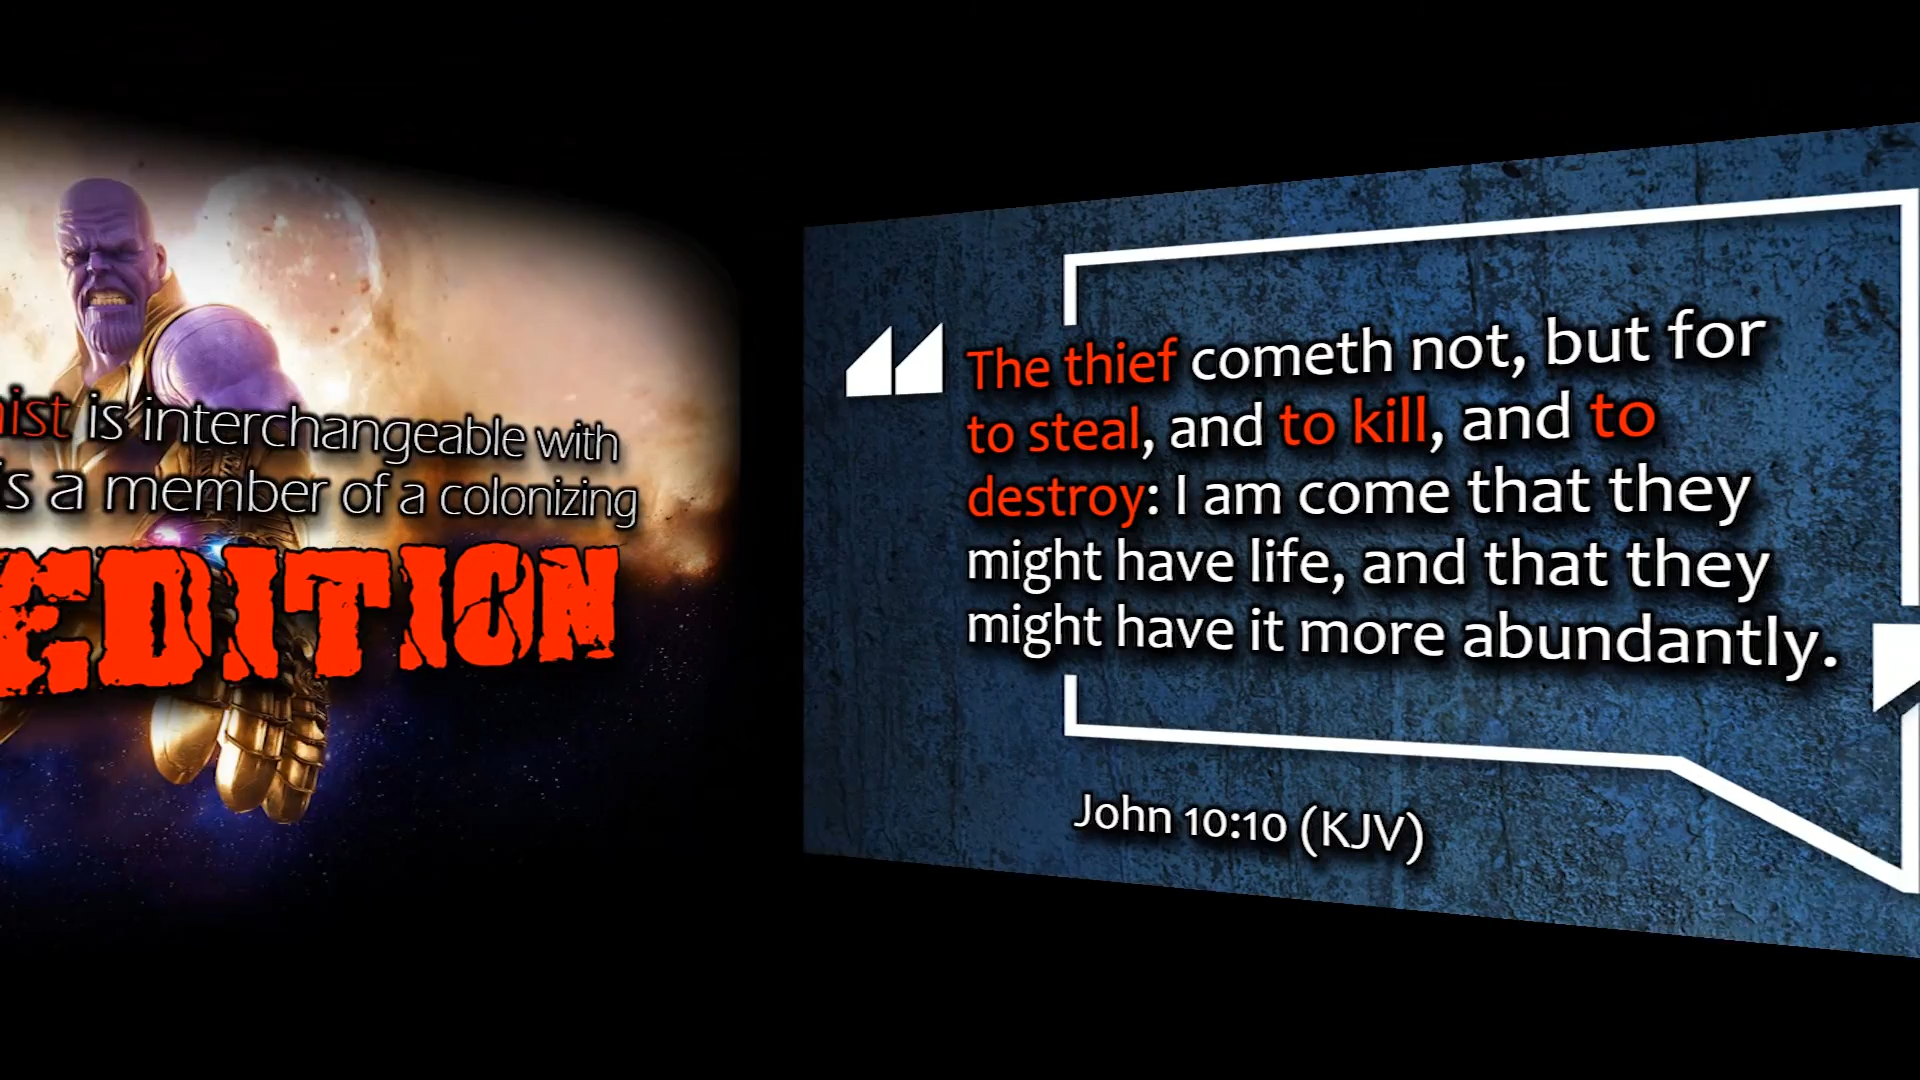 is interchangeable with
is a member of a colonizing
EDITION
The thief cometh not, but for
to steal, and to kill, and to
destroy: I am come that they
might have life, and that they
might have it more abundantly.
John 10:10 (KJV)